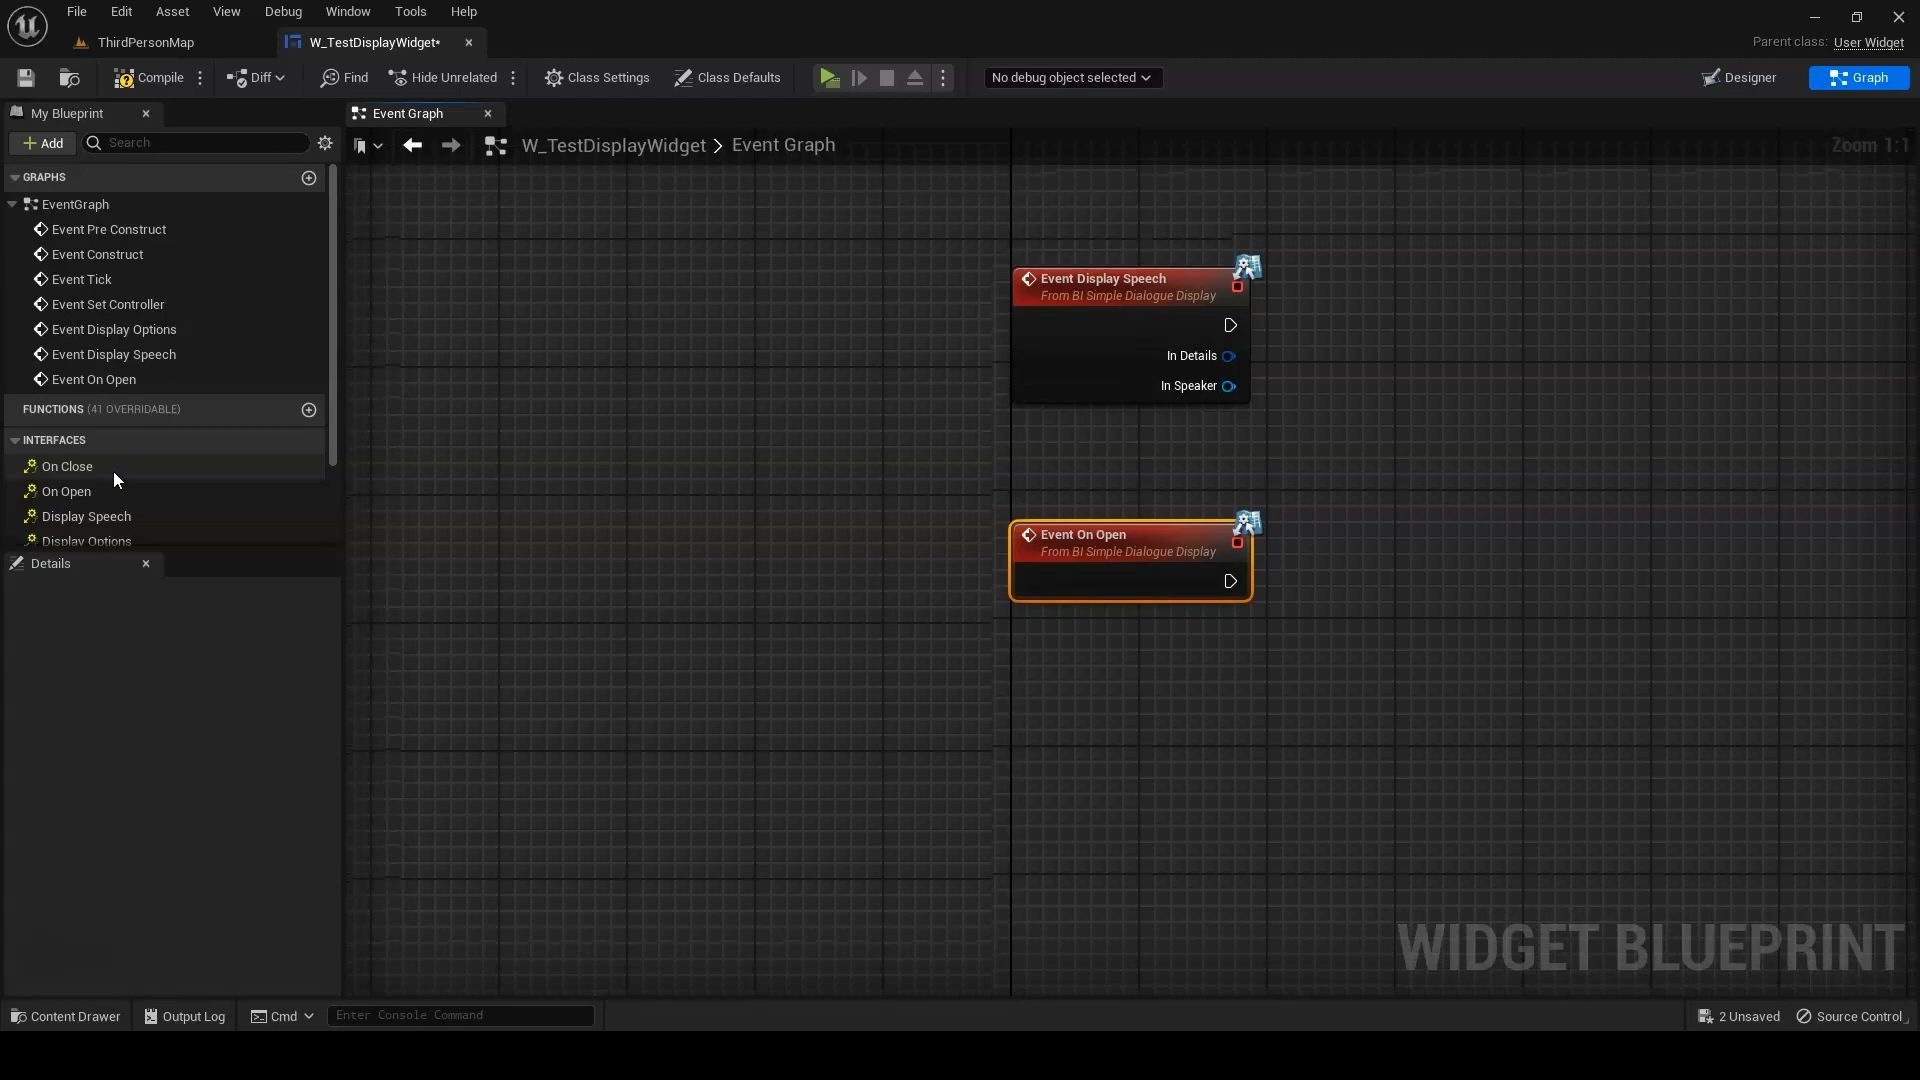 File Edit Asset View Debug Window Tools Help
ThirdPersonMap
W_TestDisplayWidget*
Parent class: User Widget
Compile Diff Find Hide Unrelated Class Settings Class Defaults No debug object selected Designer Graph
My Blueprint
Event Graph
Add
Search
W_TestDisplayWidget > Event Graph
Zoom 1:1
GRAPHS
EventGraph
Event Pre Construct
Event Construct
Event Tick
Event Set Controller
Event Display Options
Event Display Speech
Event On Open
FUNCTIONS (41 OVERRIDABLE)
INTERFACES
On Close
On Open
Display Speech
Display Options
Details
Event Display Speech
From BI Simple Dialogue Display
In Details
In Speaker
Event On Open
From BI Simple Dialogue Display
WIDGET BLUEPRINT
Content Drawer Output Log Cmd Enter Console Command 2 Unsaved Source Control